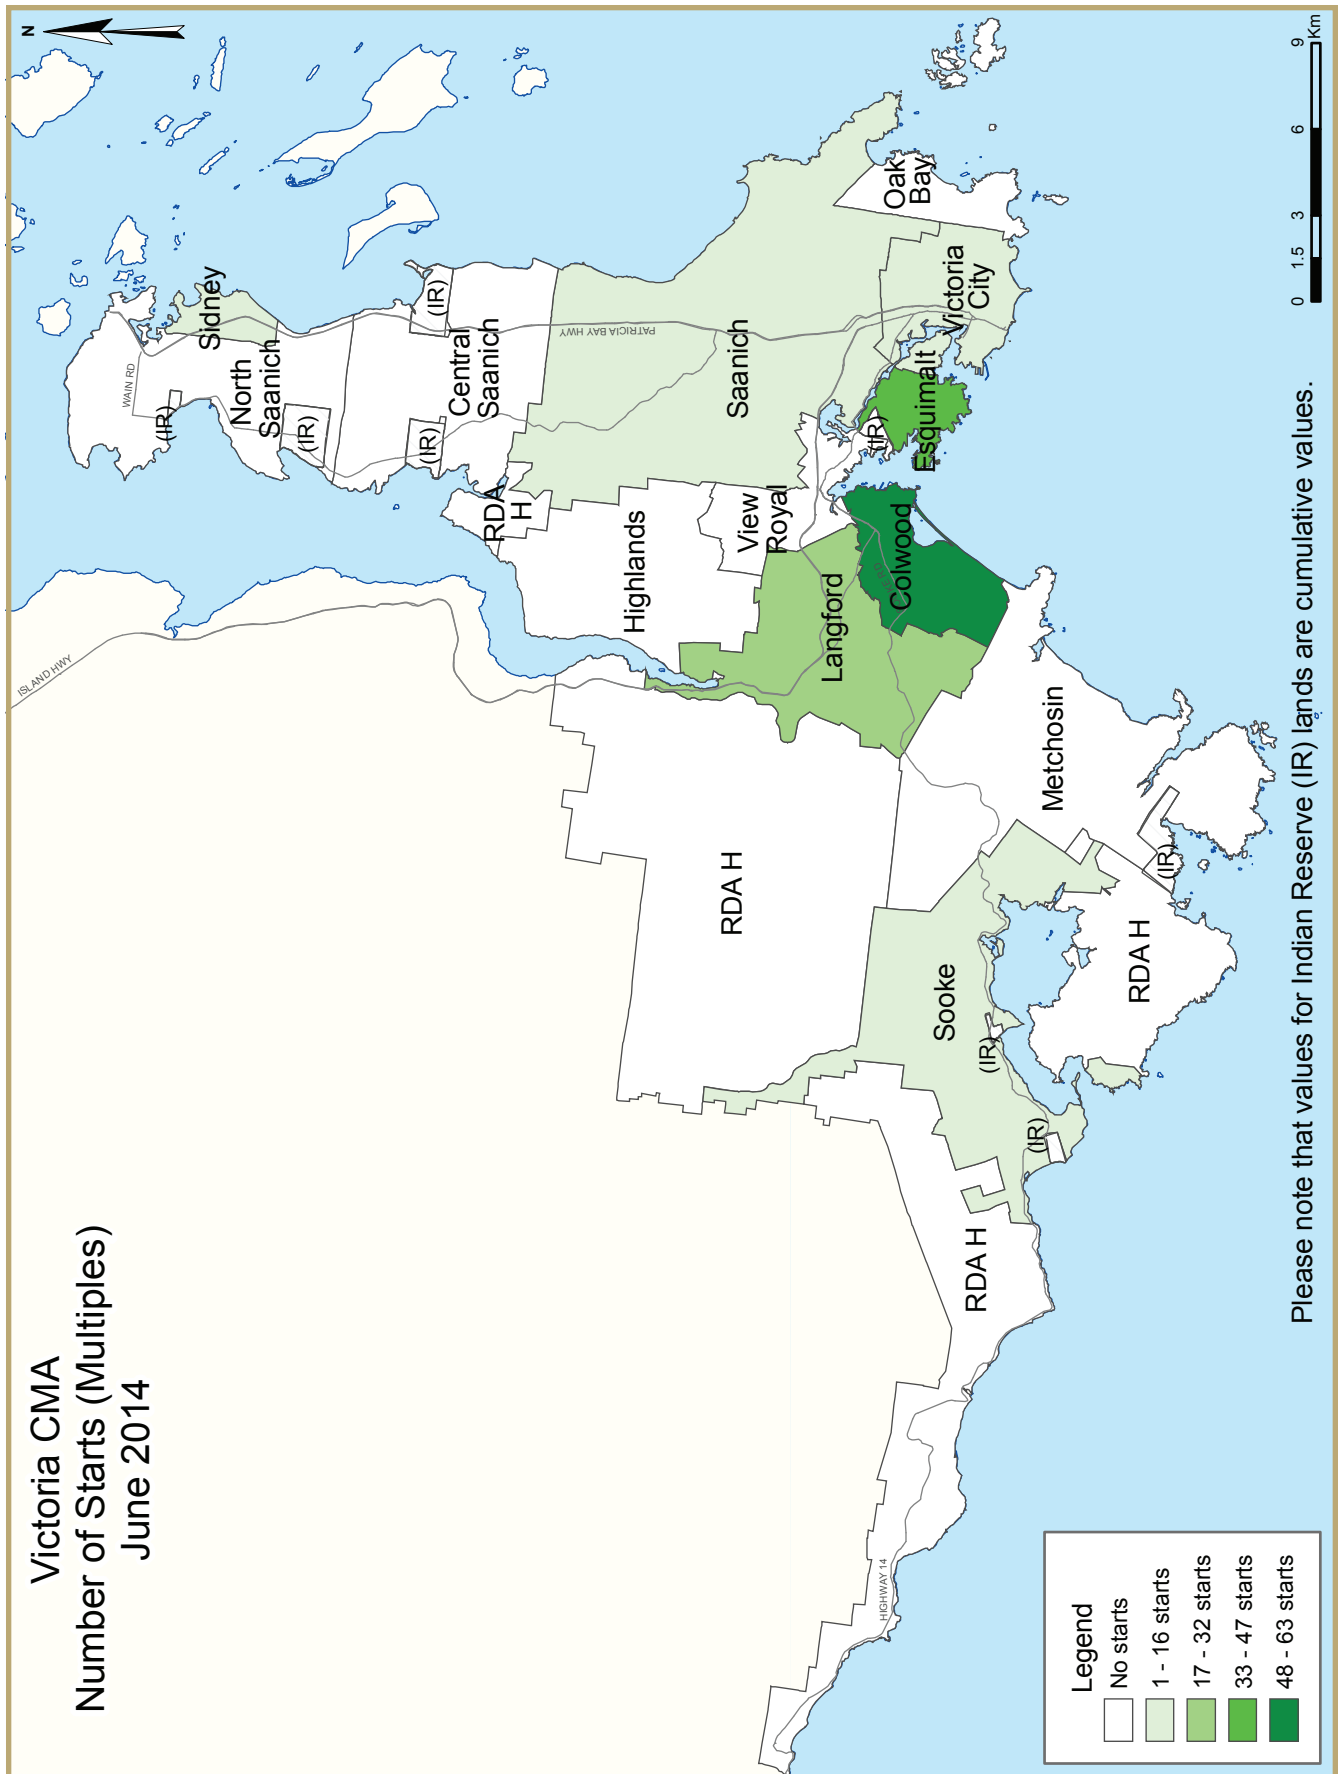 Victoria CMA
Number of Starts (Multiples)
June 2014
N
ISLAND HWY
WAIN RD
(IR)
North
Saanich
Sidney
(IR)
(IR)
(IR)
Central
Saanich
PATRICIA BAY HWY
RDA
H
Highlands
View
Royal
Saanich
Oak
Bay
Victoria
City
Esquimalt
(IR)
Colwood
Langford
RDA H
Metchosin
(IR)
RDA H
Sooke
(IR)
(IR)
RDA H
HIGHWAY 14
Legend
No starts
1 - 16 starts
17 - 32 starts
33 - 47 starts
48 - 63 starts
0 1.5 3 6 9
Km
Please note that values for Indian Reserve (IR) lands are cumulative values.